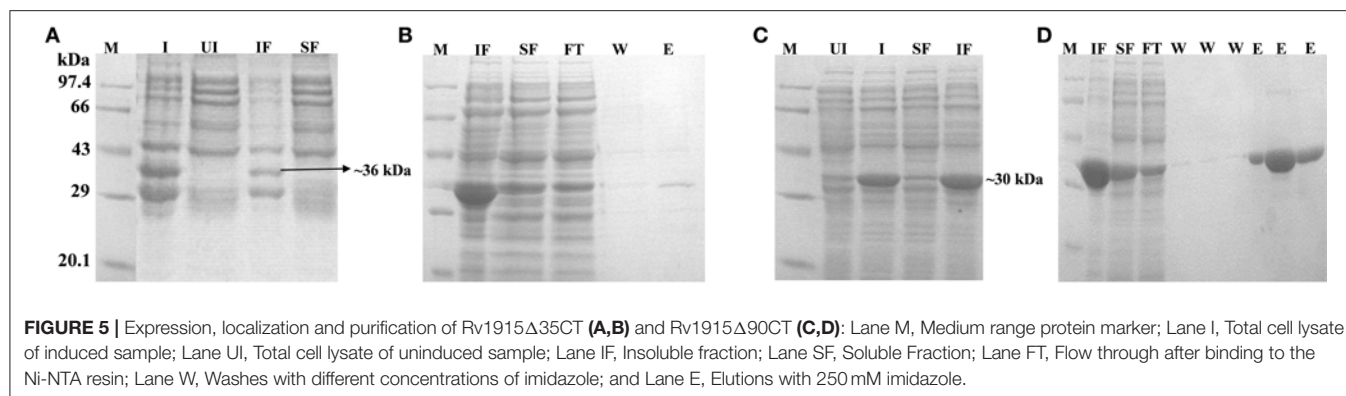 A B C D
M I UI IF SF
M IF SF FT W E
M UI I SF IF
M IF SF FT W W W E E E
kDa
97.4
66
43
~36 kDa
29
~30 kDa
20.1
FIGURE 5 | Expression, localization and purification of Rv1915Δ35CT (A,B) and Rv1915Δ90CT (C,D): Lane M, Medium range protein marker; Lane I, Total cell lysate
of induced sample; Lane UI, Total cell lysate of uninduced sample; Lane IF, Insoluble fraction; Lane SF, Soluble Fraction; Lane FT, Flow through after binding to the
Ni-NTA resin; Lane W, Washes with different concentrations of imidazole; and Lane E, Elutions with 250 mM imidazole.